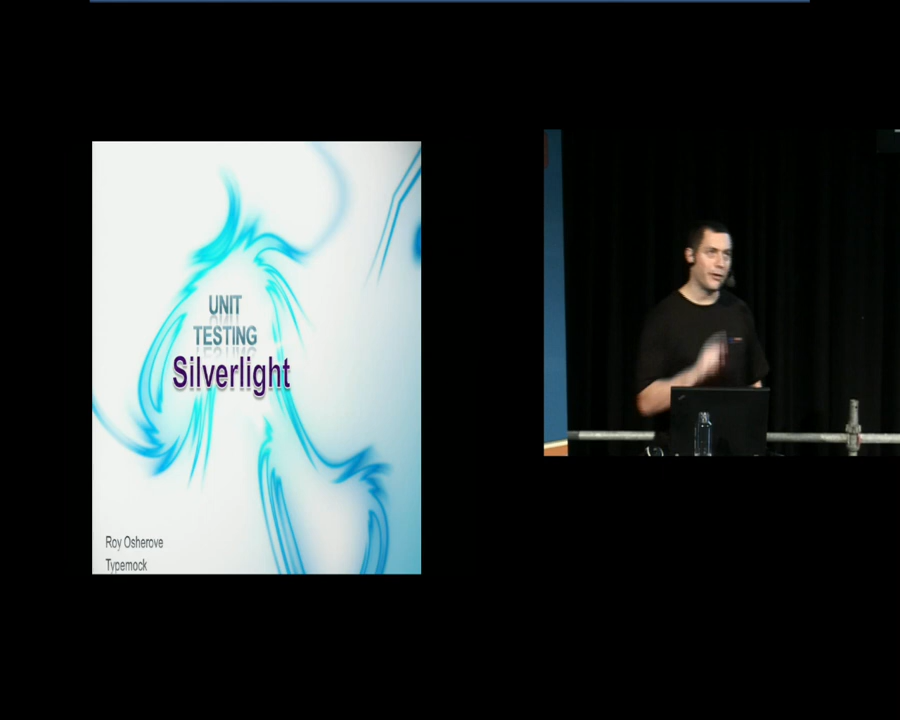 UNIT
TESTING
Silverlight
Roy Osherove
Typemock